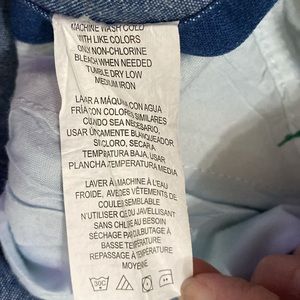 MACHINE WASH COLD
WITH LIKE COLORS
ONLY NON-CHLORINE
BLEACH WHEN NEEDED
TUMBLE DRY LOW
MEDIUM IRON
LAVAR A MÁQUINA CON AGUA
FRÍA CON COLORES SIMILARES
CUANDO SEA NECESARIO,
USAR ÚNICAMENTE BLANQUEADOR
SIN CLORO, SECAR A
TEMPERATURA BAJA, USAR
PLANCHA TEMPERATURA MEDIA
LAVER À MACHINE À L'EAU
FROIDE, AVEC DES VÊTEMENTS DE
COULEUR SEMBLABLE
N'UTILISER QUE DU JAVELLISANT
SANS CHLORE AU BESOIN
SÉCHAGE PAR CULBUTAGE À
BASSE TEMPÉRATURE
REPASSAGE À TEMPÉRATURE
MOYENNE
30C